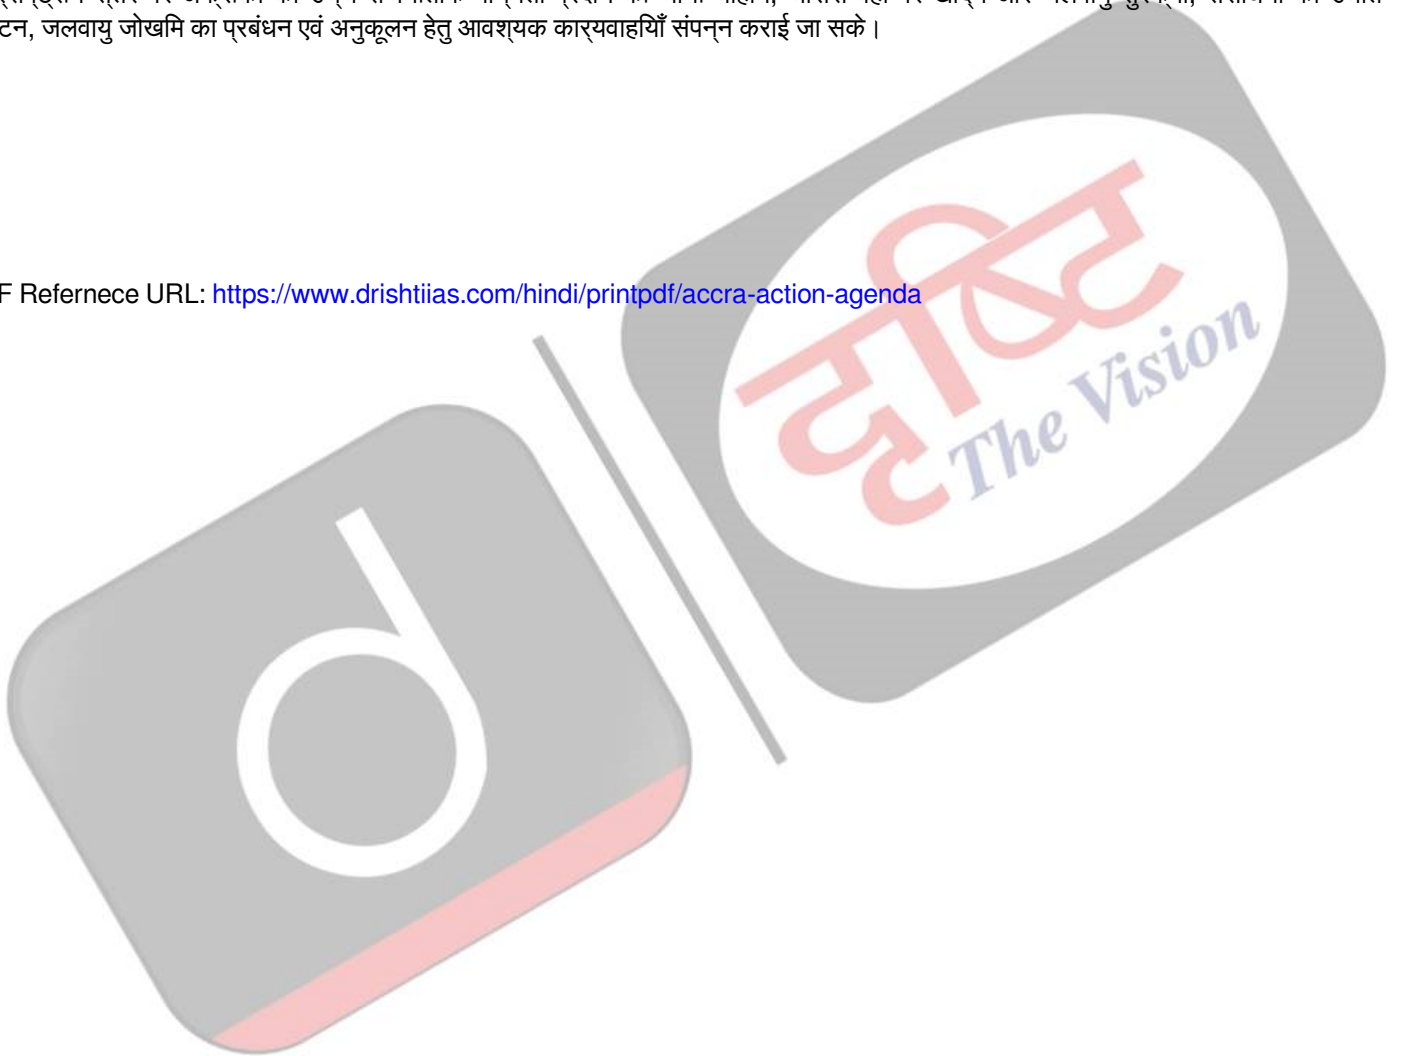 टन, जलवायु जोखिम का प्रबंधन एवं अनुकूलन हेतु आवश्यक कार्यवाहियाँ संपन्न कराई जा सके।
F Refernece URL: https://www.drishtiias.com/hindi/printpdf/accra-action-agenda
दृष्टि
The Vision
d